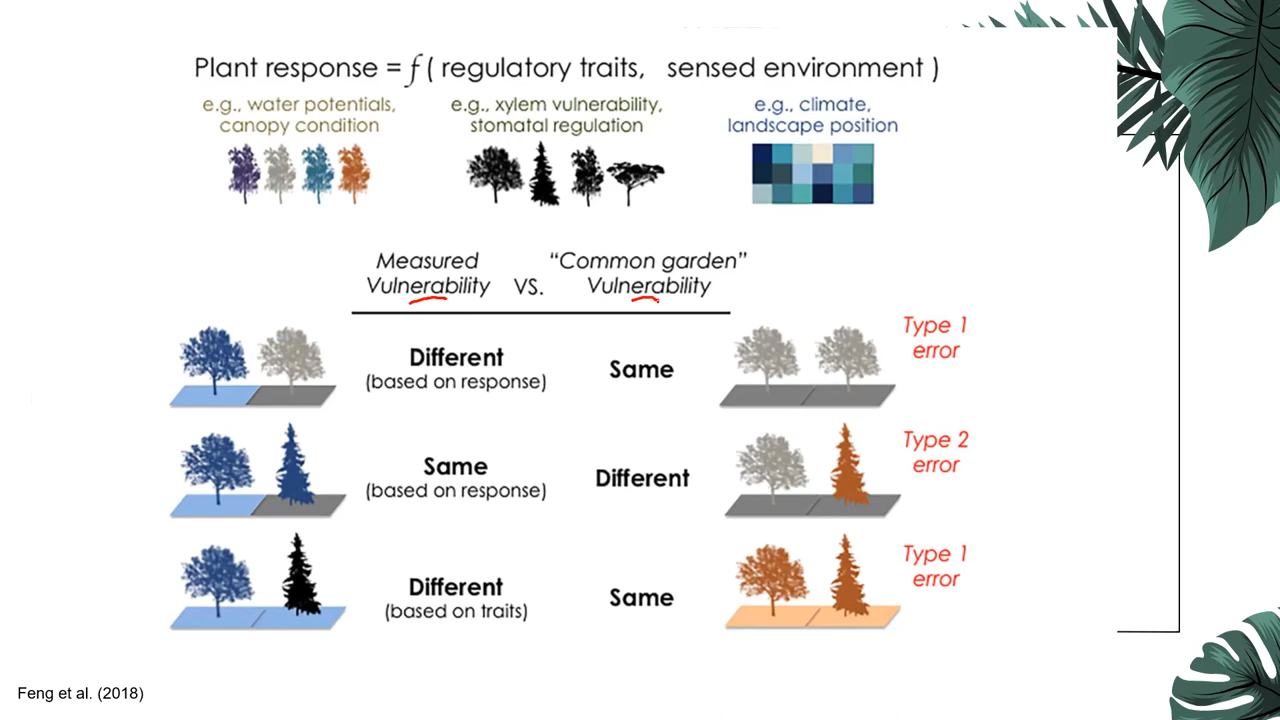 Plant response = f ( regulatory traits, sensed environment )
e.g., water potentials,
canopy condition
e.g., xylem vulnerability,
stomatal regulation
e.g., climate,
landscape position
Measured
Vulnerability
VS.
“Common garden”
Vulnerability
Different
(based on response)
Same
Type 1
error
Same
(based on response)
Different
Type 2
error
Different
(based on traits)
Same
Type 1
error
Feng et al. (2018)